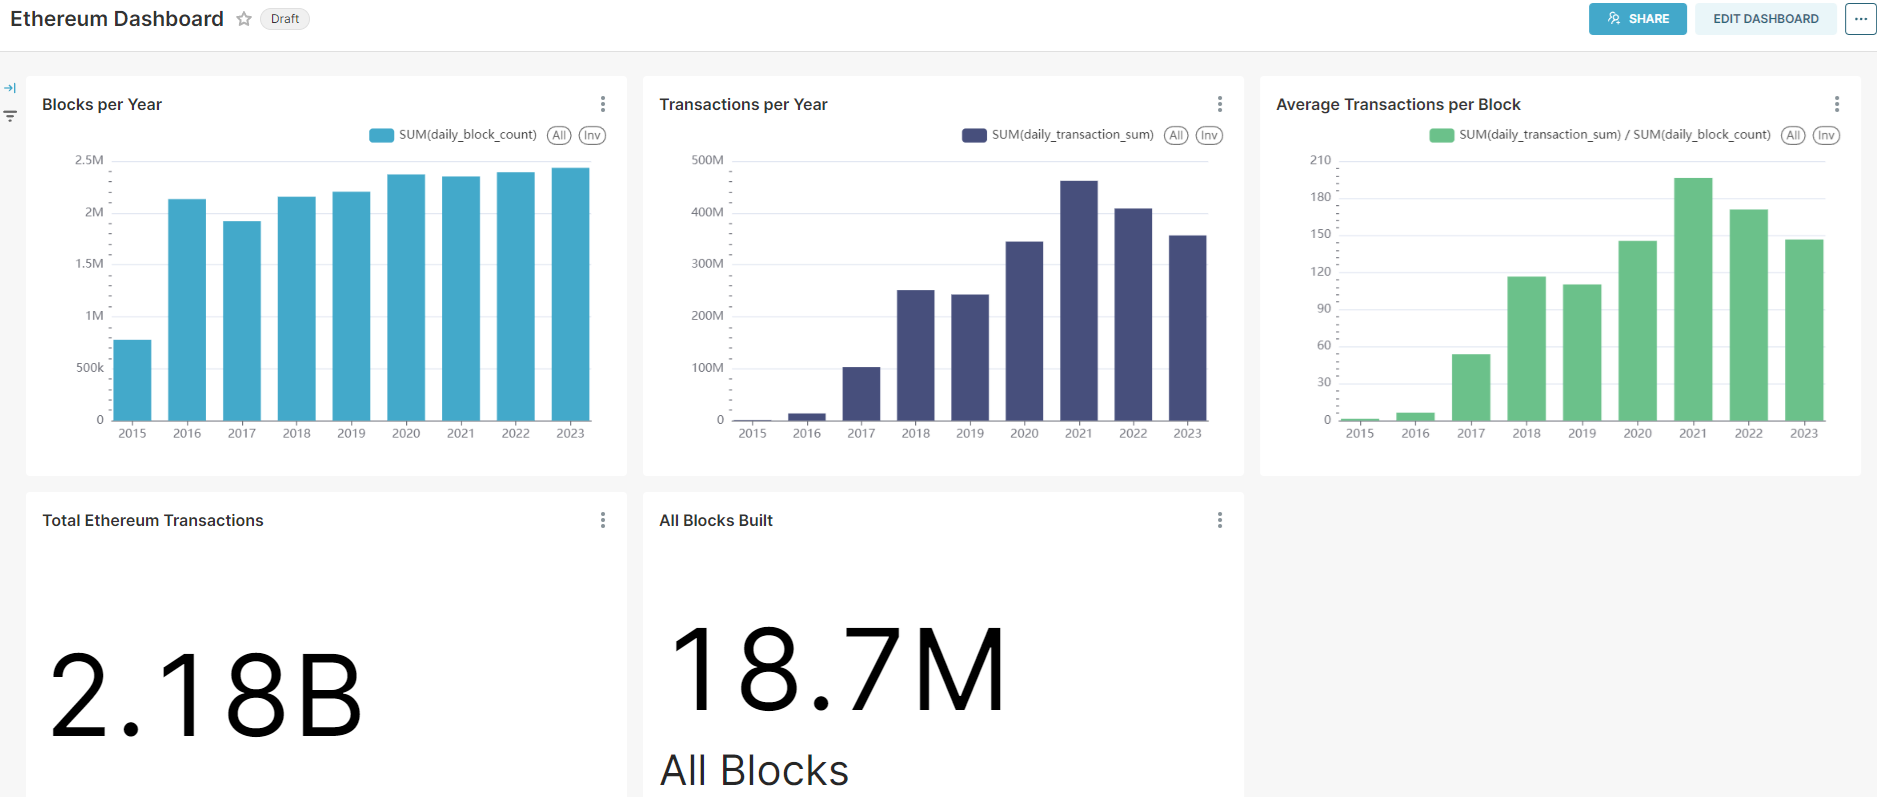 Ethereum Dashboard Draft SHARE EDIT DASHBOARD ...
Blocks per Year
SUM(daily_block_count) All Inv
2.5M
2M
1.5M
1M
500k
0
2015 2016 2017 2018 2019 2020 2021 2022 2023
Transactions per Year
SUM(daily_transaction_sum) All Inv
500M
400M
300M
200M
100M
0
2015 2016 2017 2018 2019 2020 2021 2022 2023
Average Transactions per Block
SUM(daily_transaction_sum) / SUM(daily_block_count) All Inv
210
180
150
120
90
60
30
0
2015 2016 2017 2018 2019 2020 2021 2022 2023
Total Ethereum Transactions
2.18B
All Blocks Built
18.7M
All Blocks